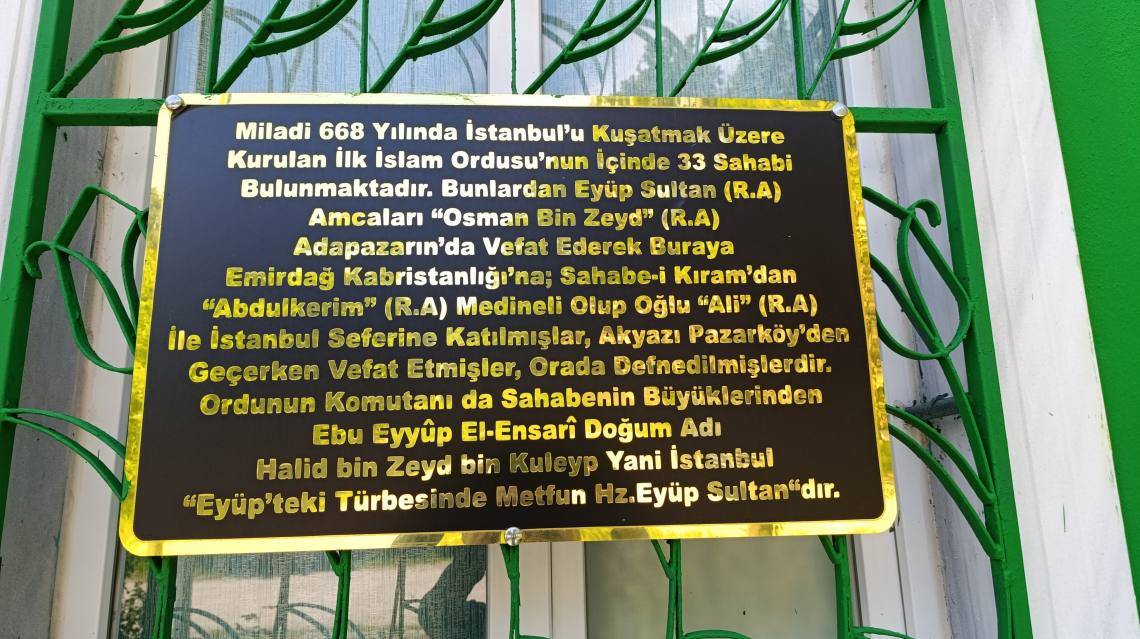 Miladi 668 Yılında İstanbul'u Kuşatmak Üzere
Kurulan İlk İslam Ordusu'nun İçinde 33 Sahabi
Bulunmaktadır. Bunlardan Eyüp Sultan (R.A)
Amcaları “Osman Bin Zeyd” (R.A)
Adapazarın'da Vefat Ederek Buraya
Emirdağ Kabristanlığı'na; Sahabe-i Kıram'dan
“Abdulkerim” (R.A) Medineli Olup Oğlu “Ali” (R.A)
İle İstanbul Seferine Katılmışlar, Akyazı Pazarköy'den
Geçerken Vefat Etmişler, Orada Defnedilmişlerdir.
Ordunun Komutanı da Sahabenin Büyüklerinden
Ebu Eyyûp El-Ensarî Doğum Adı
Halid bin Zeyd bin Kuleyp Yani İstanbul
“Eyüp'teki Türbesinde Metfun Hz.Eyüp Sultan“dır.